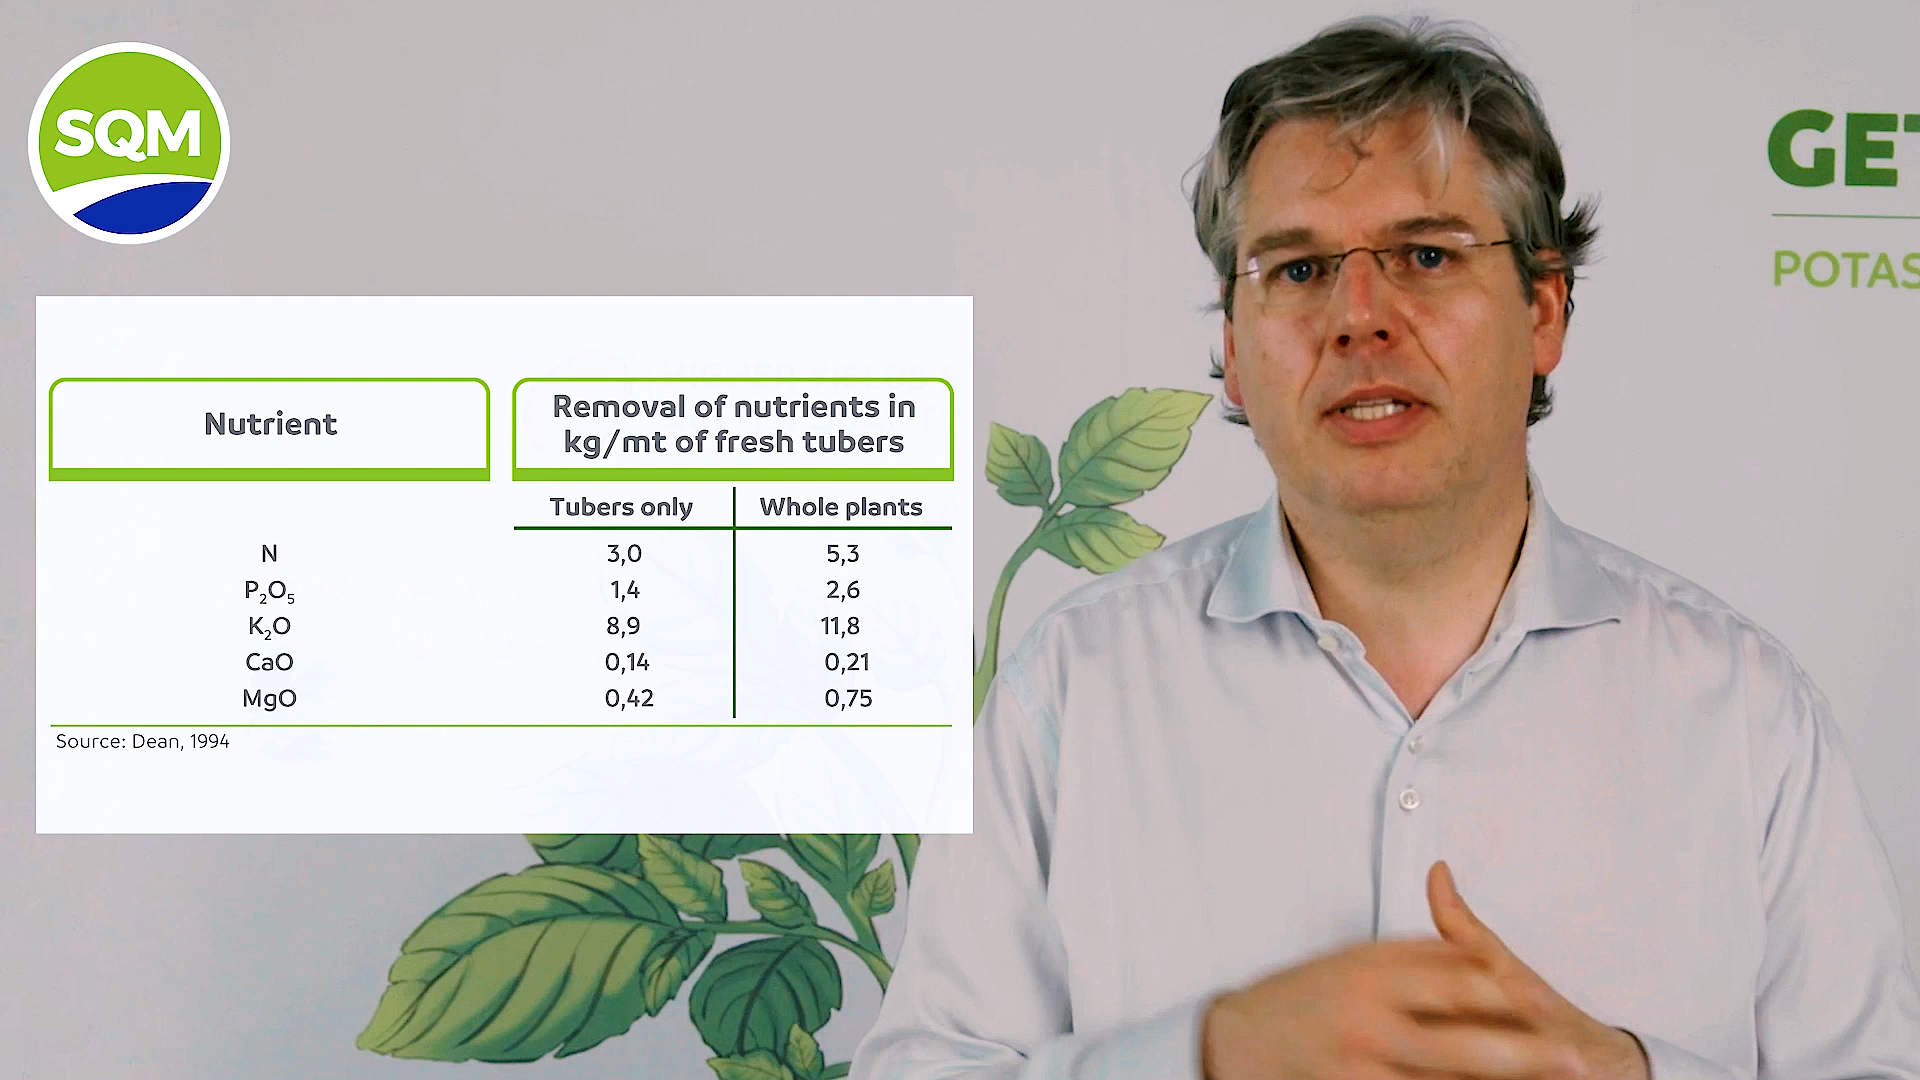 SQM
GET
POTAS
Nutrient
Removal of nutrients in
kg/mt of fresh tubers
Tubers only Whole plants
N 3,0 5,3
P₂O₅ 1,4 2,6
K₂O 8,9 11,8
CaO 0,14 0,21
MgO 0,42 0,75
Source: Dean, 1994